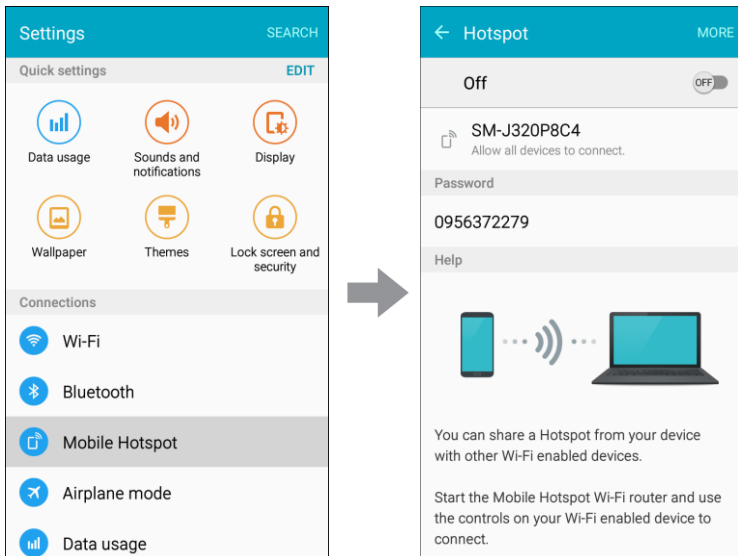 Settings SEARCH
Quick settings EDIT
Data usage
Sounds and
notifications
Display
Wallpaper
Themes
Lock screen and
security
Connections
Wi-Fi
Bluetooth
Mobile Hotspot
Airplane mode
Data usage
Hotspot MORE
Off OFF
SM-J320P8C4
Allow all devices to connect.
Password
0956372279
Help
You can share a Hotspot from your device
with other Wi-Fi enabled devices.
Start the Mobile Hotspot Wi-Fi router and use
the controls on your Wi-Fi enabled device to
connect.